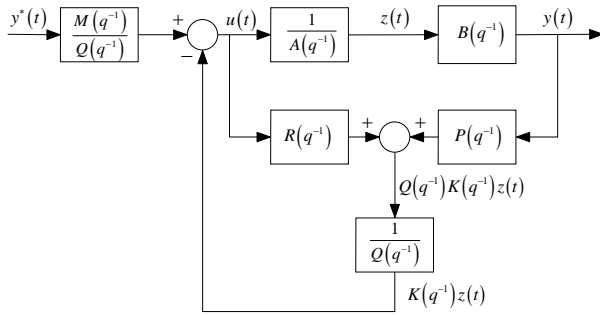 y*(t)
M(q⁻¹)
Q(q⁻¹)
+
−
u(t)
1
A(q⁻¹)
z(t)
B(q⁻¹)
y(t)
R(q⁻¹)
+
+
P(q⁻¹)
Q(q⁻¹)K(q⁻¹)z(t)
1
Q(q⁻¹)
K(q⁻¹)z(t)